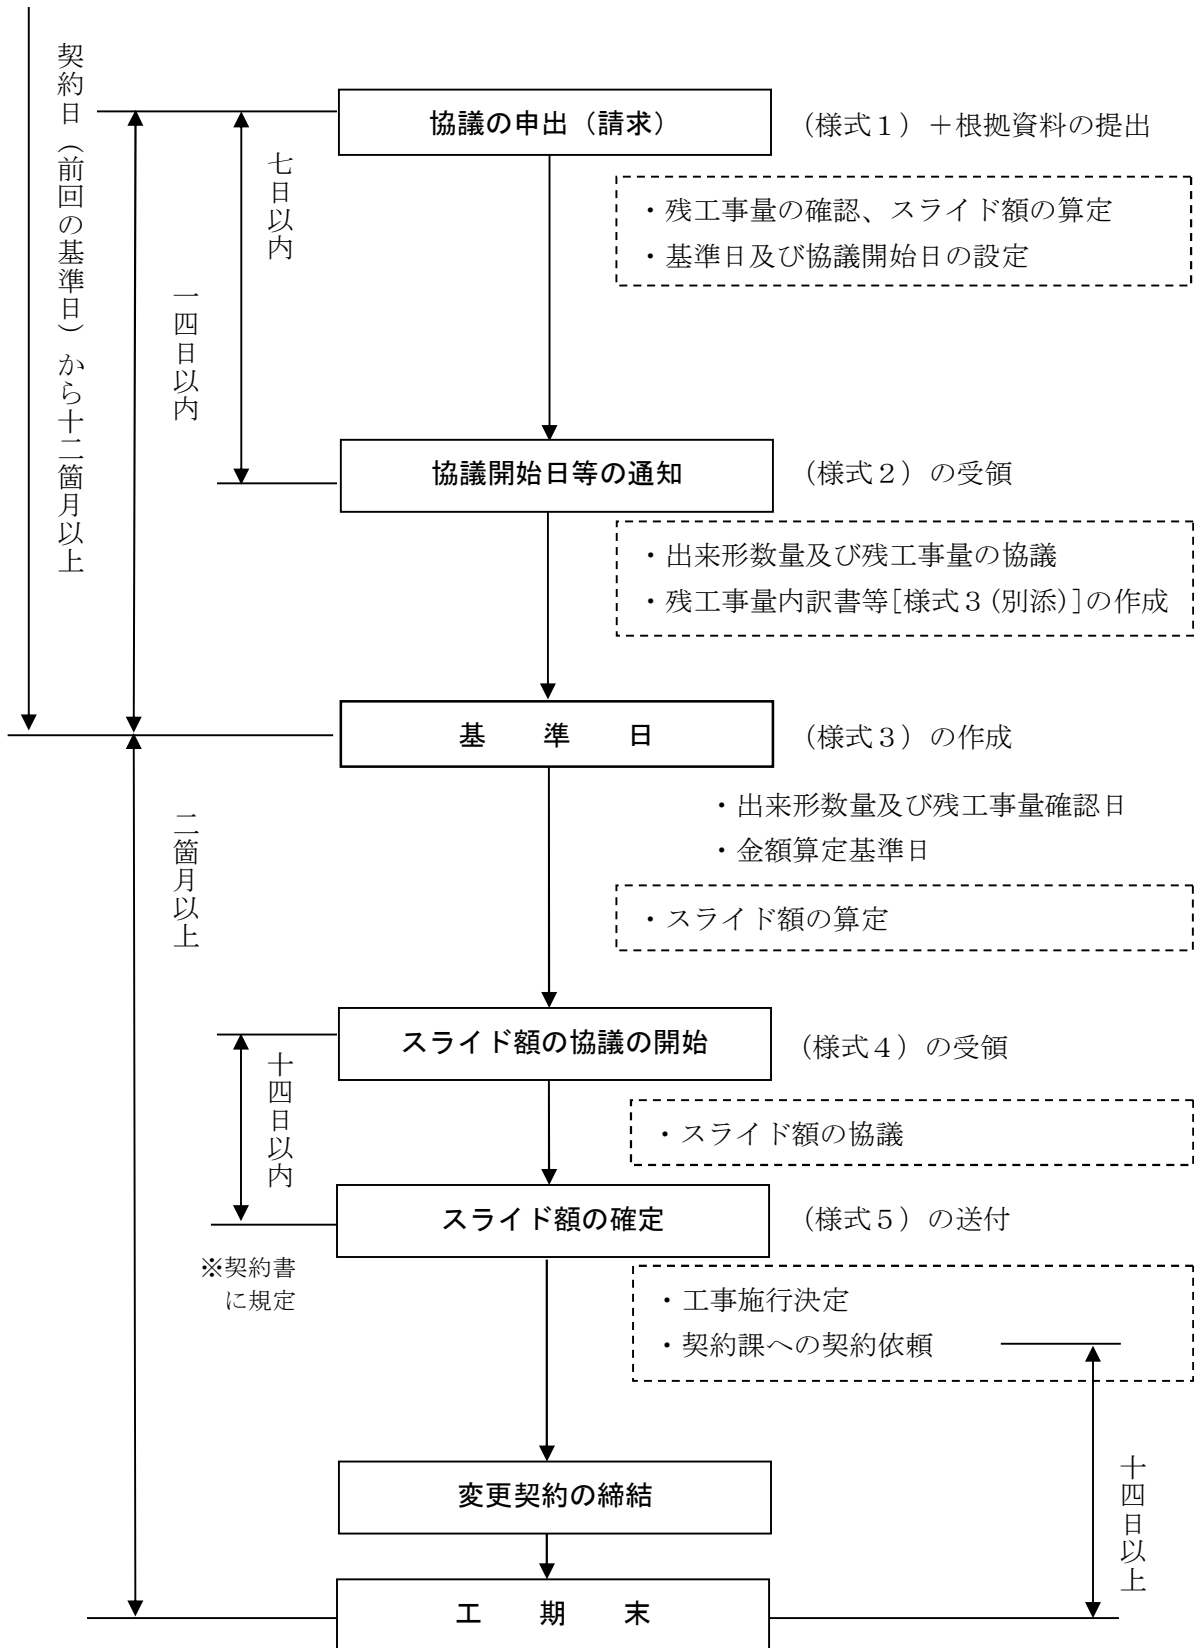 契約日（前回の基準日）から十二箇月以上
協議の申出（請求）
（様式１）＋根拠資料の提出
七日以内
・残工事量の確認、スライド額の算定
・基準日及び協議開始日の設定
一四日以内
協議開始日等の通知
（様式２）の受領
・出来形数量及び残工事量の協議
・残工事量内訳書等[様式３(別添)]の作成
基　準　日
（様式３）の作成
・出来形数量及び残工事量確認日
・金額算定基準日
二箇月以上
・スライド額の算定
スライド額の協議の開始
（様式４）の受領
十四日以内
・スライド額の協議
スライド額の確定
（様式５）の送付
※契約書
に規定
・工事施行決定
・契約課への契約依頼
変更契約の締結
十四日以上
工　期　末